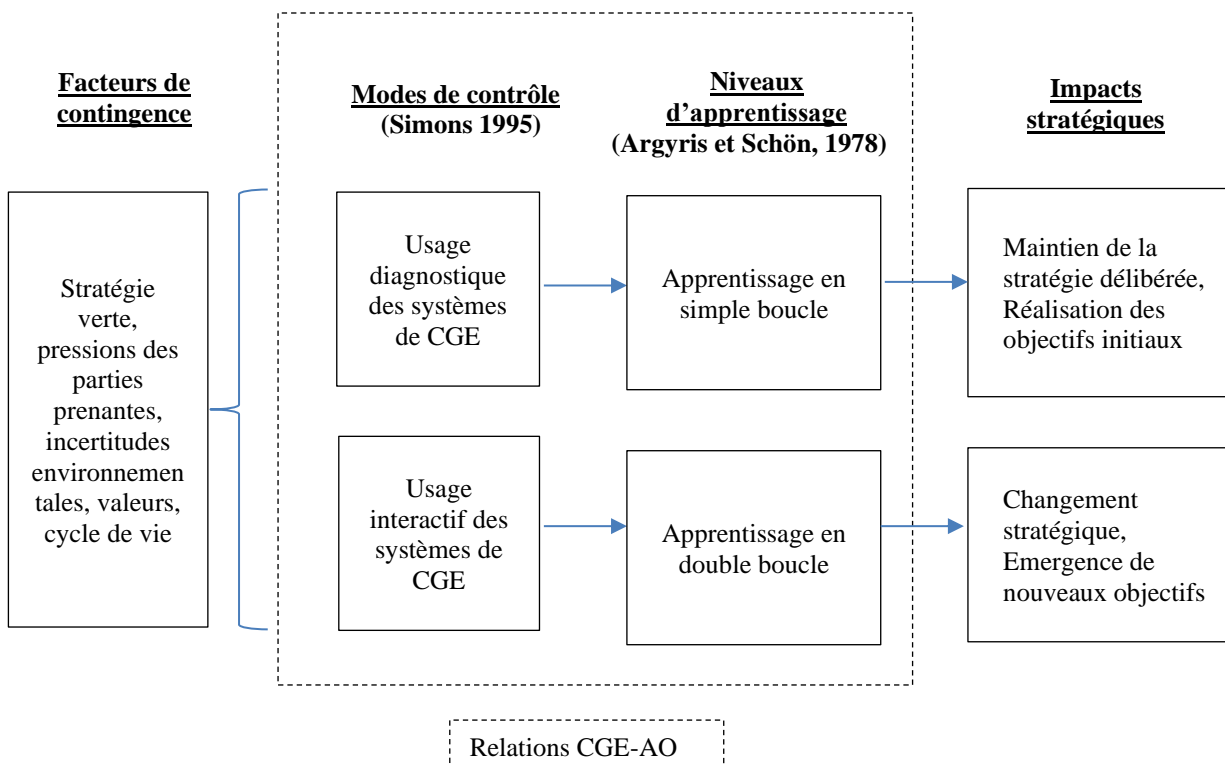 Facteurs de
contingence
Modes de contrôle
(Simons 1995)
Niveaux
d’apprentissage
(Argyris et Schön, 1978)
Impacts
stratégiques
Stratégie
verte,
pressions des
parties
prenantes,
incertitudes
environnemen
tales, valeurs,
cycle de vie
Usage
diagnostique
des systèmes
de CGE
Apprentissage en
simple boucle
Maintien de la
stratégie délibérée,
Réalisation des
objectifs initiaux
Usage
interactif des
systèmes de
CGE
Apprentissage en
double boucle
Changement
stratégique,
Emergence de
nouveaux objectifs
Relations CGE-AO